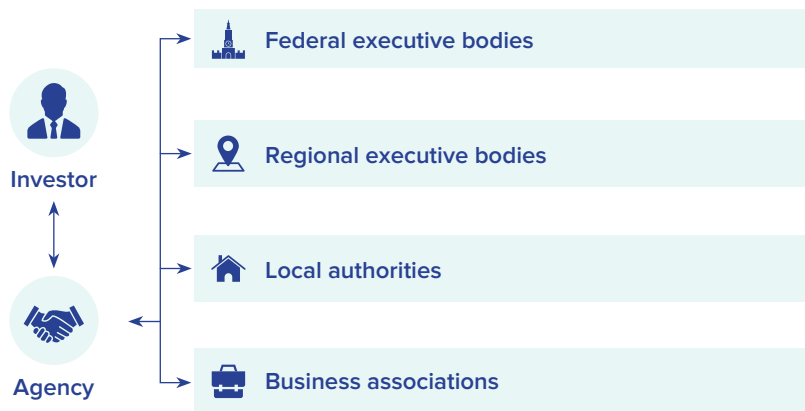 Federal executive bodies
Regional executive bodies
Investor
Local authorities
Agency
Business associations